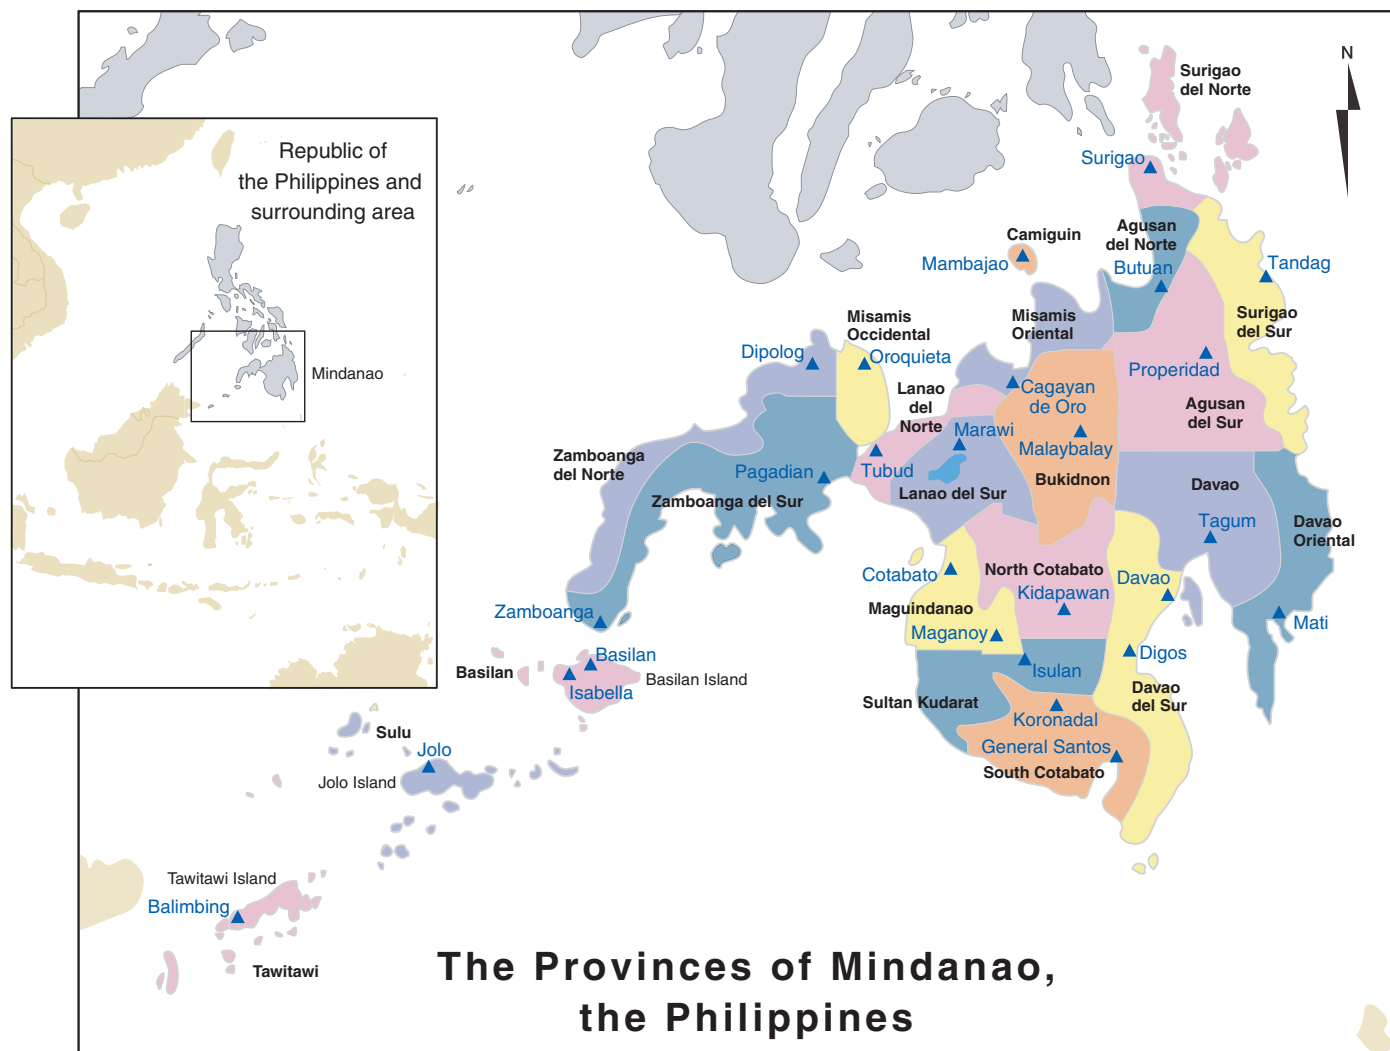 Republic of
the Philippines and
surrounding area
Mindanao
N
Surigao
del Norte
Surigao
Camiguin
Mambajao
Agusan
del Norte
Butuan
Tandag
Surigao
del Sur
Misamis
Occidental
Misamis
Oriental
Dipolog
Oroquieta
Properidad
Cagayan
de Oro
Lanao
del
Norte
Agusan
del Sur
Marawi
Malaybalay
Zamboanga
del Norte
Pagadian
Tubud
Bukidnon
Davao
Zamboanga del Sur
Lanao del Sur
Tagum
Davao
Oriental
North Cotabato
Cotabato
Davao
Kidapawan
Maguindanao
Zamboanga
Maganoy
Mati
Basilan
Basilan
Isabella
Basilan Island
Isulan
Digos
Sultan Kudarat
Davao
del Sur
Koronadal
Sulu
Jolo
General Santos
South Cotabato
Jolo Island
Tawitawi Island
Balimbing
Tawitawi
The Provinces of Mindanao,
the Philippines